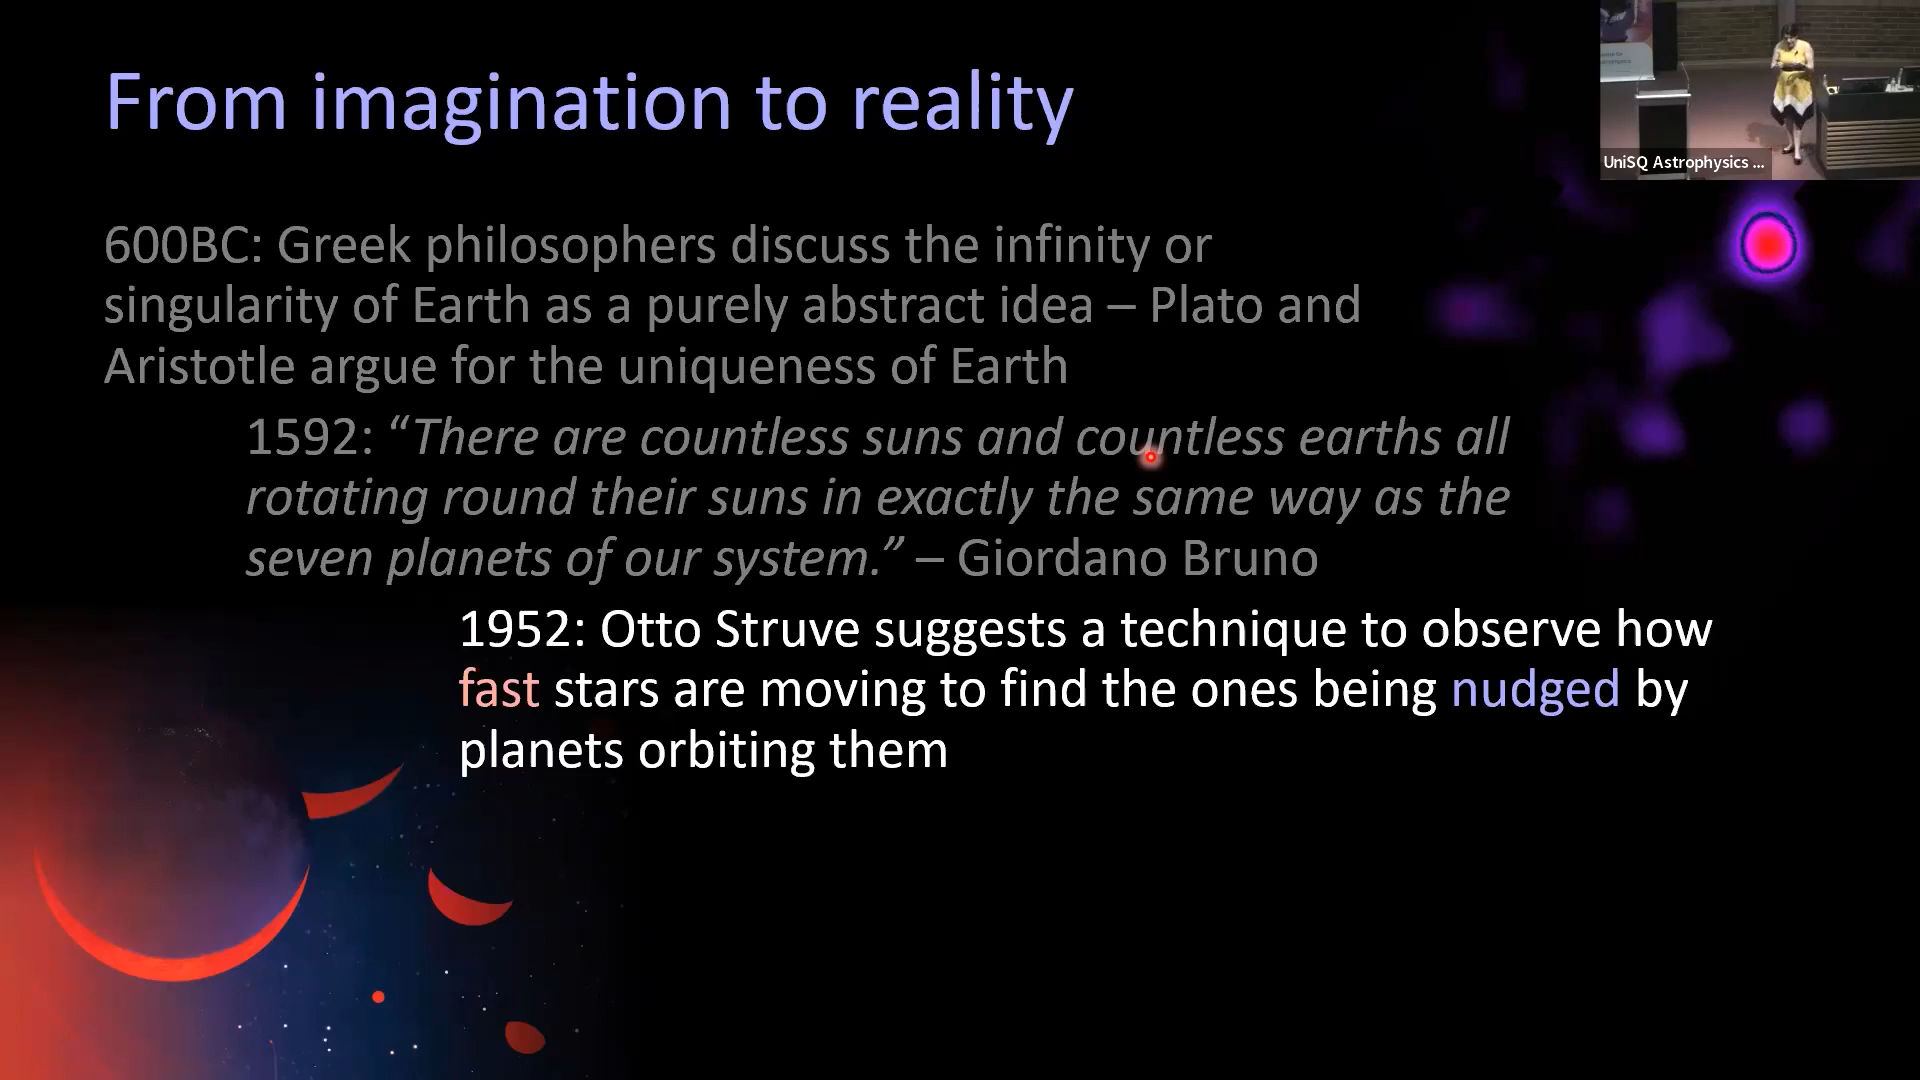 From imagination to reality
UniSQ Astrophysics ...
600BC: Greek philosophers discuss the infinity or
singularity of Earth as a purely abstract idea – Plato and
Aristotle argue for the uniqueness of Earth
1592: “There are countless suns and countless earths all
rotating round their suns in exactly the same way as the
seven planets of our system.” – Giordano Bruno
1952: Otto Struve suggests a technique to observe how
fast stars are moving to find the ones being nudged by
planets orbiting them